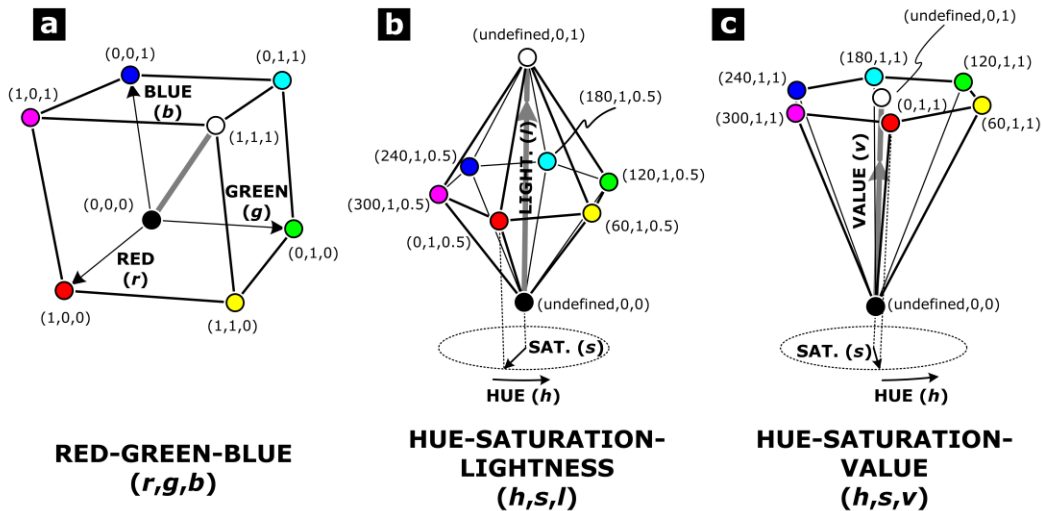 a
(0,0,1)
(0,1,1)
BLUE
(b)
(1,0,1)
(1,1,1)
GREEN
(g)
(0,0,0)
RED
(r)
(0,1,0)
(1,0,0)
(1,1,0)
RED-GREEN-BLUE
(r,g,b)
b
(undefined,0,1)
(180,1,0.5)
LIGHT. (l)
(240,1,0.5)
(120,1,0.5)
(300,1,0.5)
(60,1,0.5)
(0,1,0.5)
(undefined,0,0)
SAT. (s)
HUE (h)
HUE-SATURATION-
LIGHTNESS
(h,s,l)
c
(undefined,0,1)
(180,1,1)
(120,1,1)
(240,1,1)
(0,1,1)
(300,1,1)
(60,1,1)
VALUE (v)
(undefined,0,0)
SAT. (s)
HUE (h)
HUE-SATURATION-
VALUE
(h,s,v)